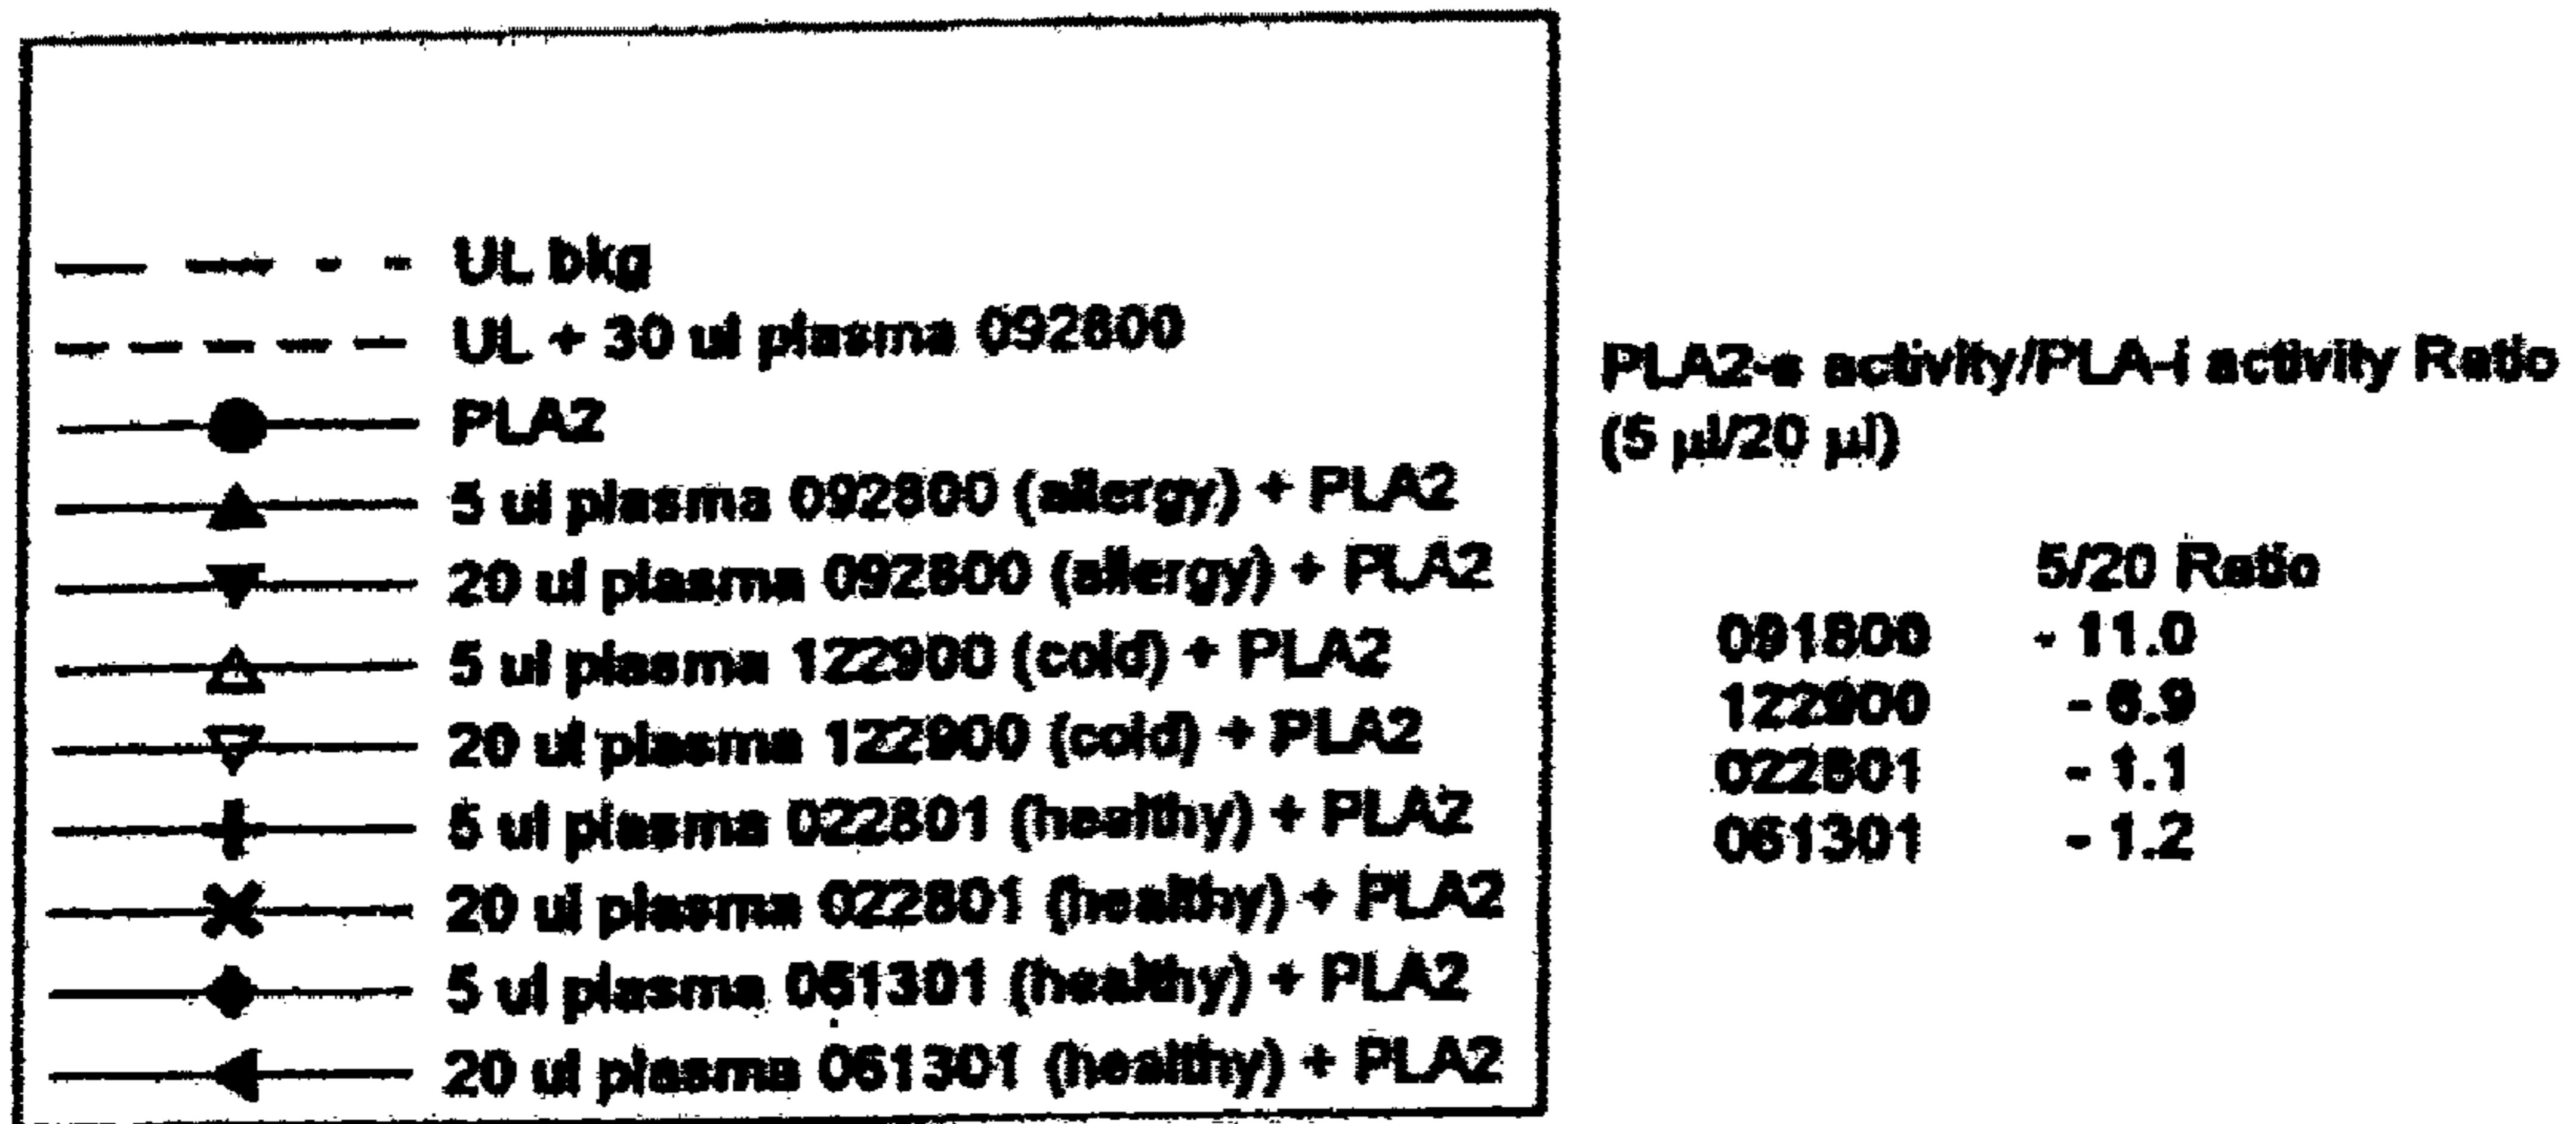 UL bkg
UL + 30 ul plasma 092800
PLA2
5 ul plasma 092800 (allergy) + PLA2
20 ul plasma 092800 (allergy) + PLA2
5 ul plasma 122900 (cold) + PLA2
20 ul plasma 122900 (cold) + PLA2
5 ul plasma 022801 (healthy) + PLA2
20 ul plasma 022801 (healthy) + PLA2
5 ul plasma 061301 (healthy) + PLA2
20 ul plasma 061301 (healthy) + PLA2
PLA2-s activity/PLA-i activity Ratio
(5 µl/20 µl)
5/20 Ratio
091800 - 11.0
122900 - 6.9
022801 - 1.1
061301 - 1.2